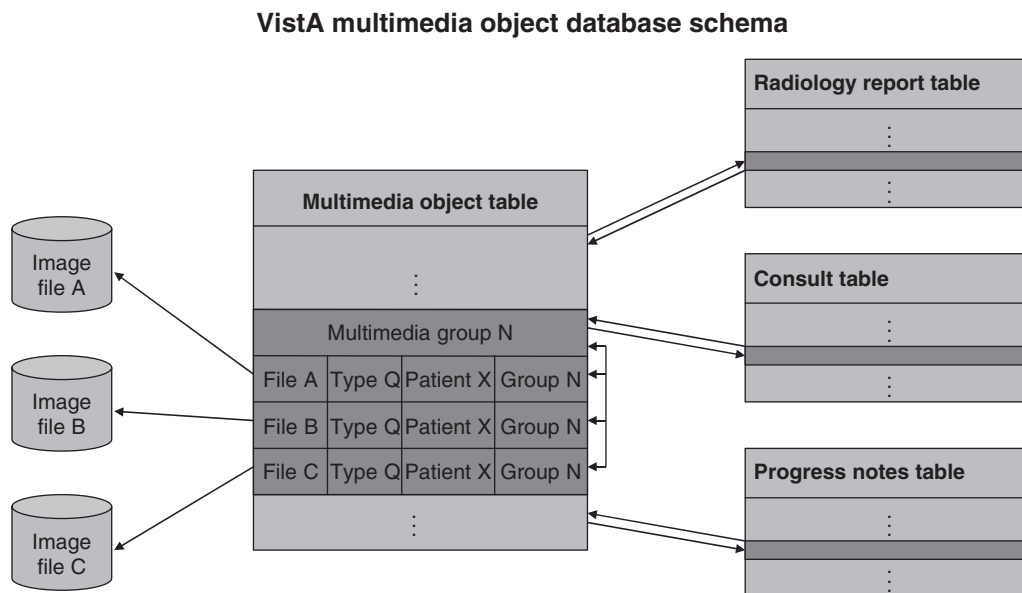 VistA multimedia object database schema
Radiology report table
⋮
⋮
Multimedia object table
⋮
Multimedia group N
File A Type Q Patient X Group N
File B Type Q Patient X Group N
File C Type Q Patient X Group N
⋮
Image
file A
Image
file B
Image
file C
Consult table
⋮
⋮
Progress notes table
⋮
⋮